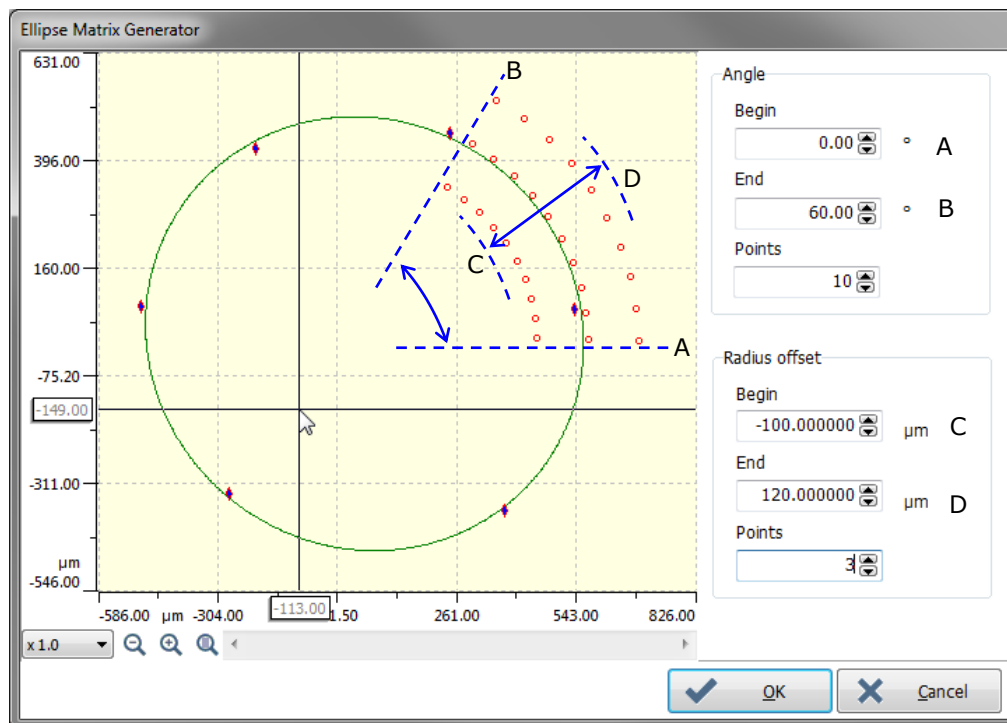 Ellipse Matrix Generator
631.00
396.00
160.00
-75.20
-149.00
-311.00
µm
-546.00
-586.00 µm -304.00 -113.00 1.50 261.00 543.00 826.00
B
D
C
A
x 1.0
Angle
Begin
0.00 ° A
End
60.00 ° B
Points
10
Radius offset
Begin
-100.000000 µm C
End
120.000000 µm D
Points
3
OK
Cancel